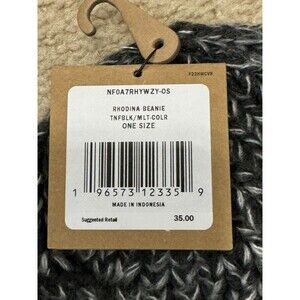 F22HWCVR
NF0A7RHYWZY-OS
RHODINA BEANIE
TNFBLK/MLT-COLR
ONE SIZE
1 96573 12335 9
MADE IN INDONESIA
Suggested Retail 35.00